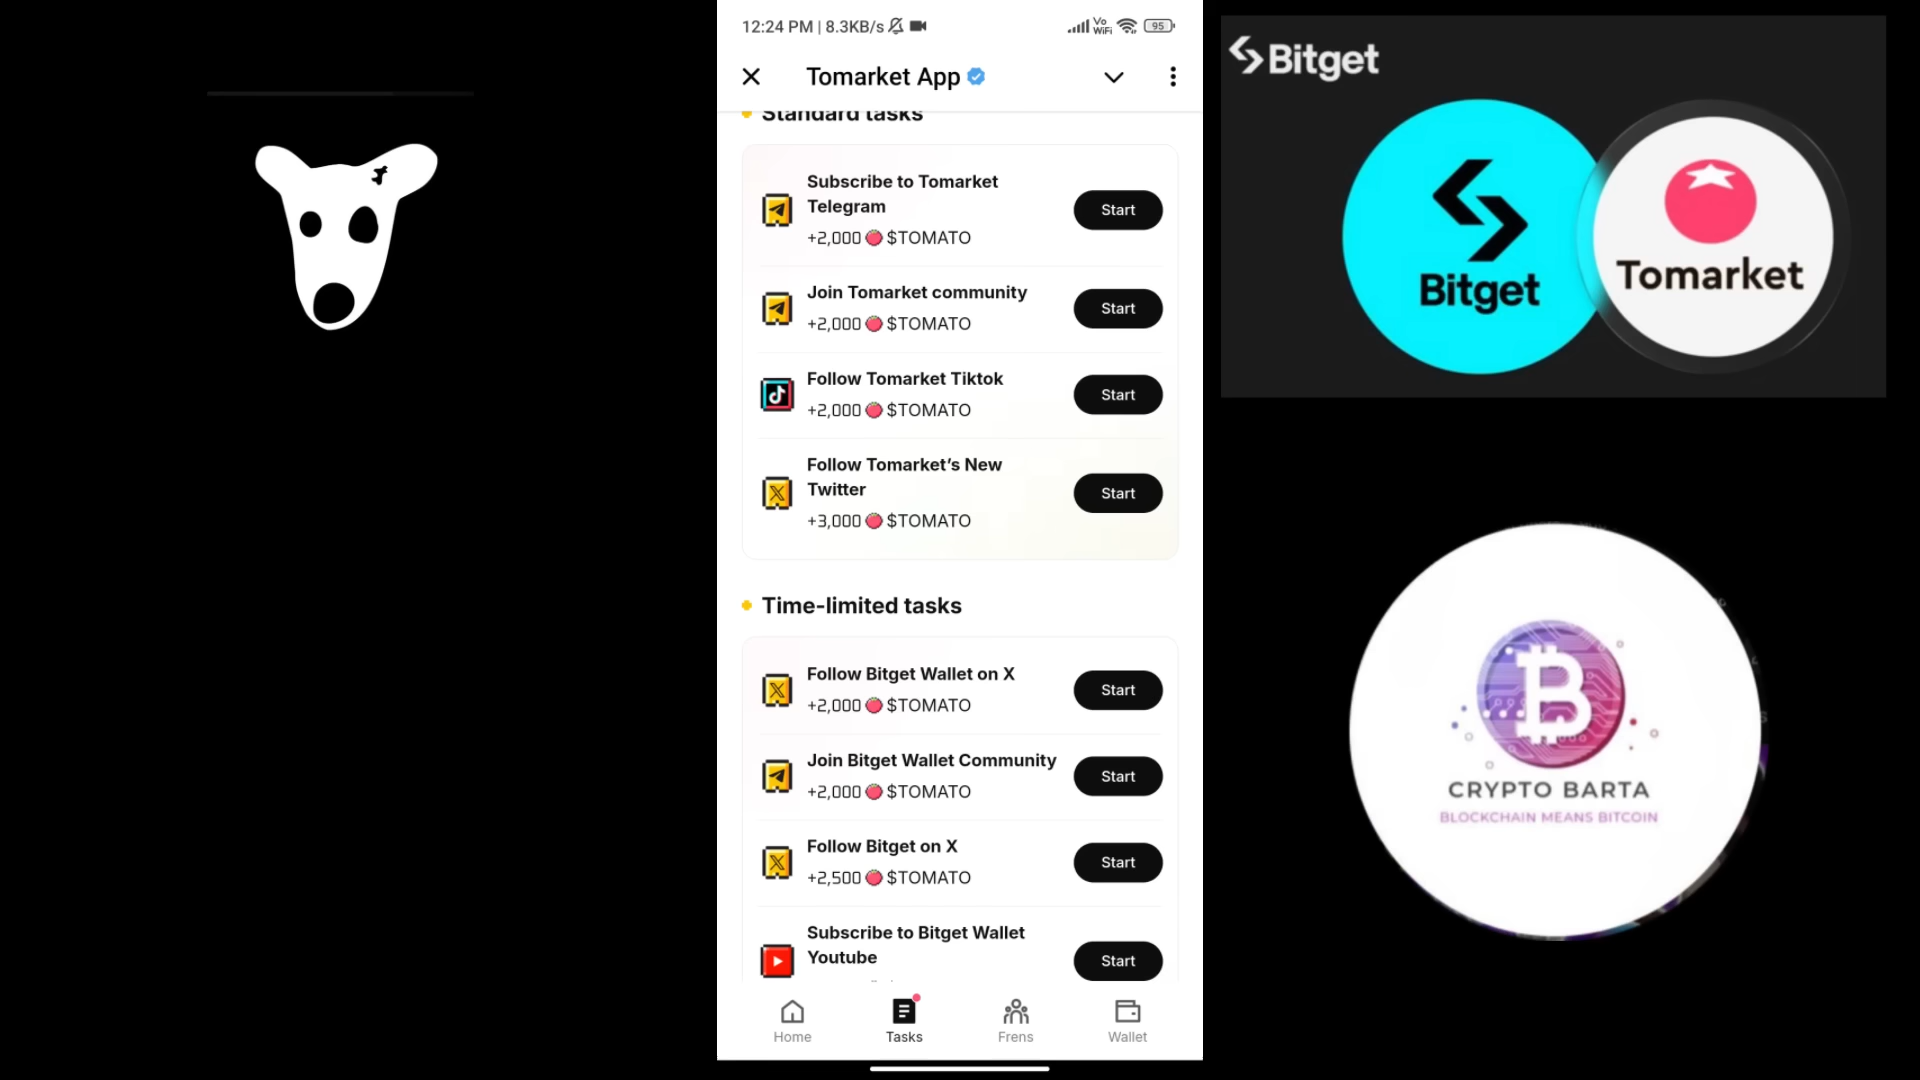 12:24 PM | 8.3KB/s
Vo
WiFi
95
Tomarket App
Standard tasks
Subscribe to Tomarket
Telegram
+2,000 $TOMATO
Start
Join Tomarket community
+2,000 $TOMATO
Start
Follow Tomarket Tiktok
+2,000 $TOMATO
Start
Follow Tomarket’s New
Twitter
+3,000 $TOMATO
Start
Time-limited tasks
Follow Bitget Wallet on X
+2,000 $TOMATO
Start
Join Bitget Wallet Community
+2,000 $TOMATO
Start
Follow Bitget on X
+2,500 $TOMATO
Start
Subscribe to Bitget Wallet
Youtube
Start
Home
Tasks
Frens
Wallet
Bitget
Bitget
Tomarket
CRYPTO BARTA
BLOCKCHAIN MEANS BITCOIN